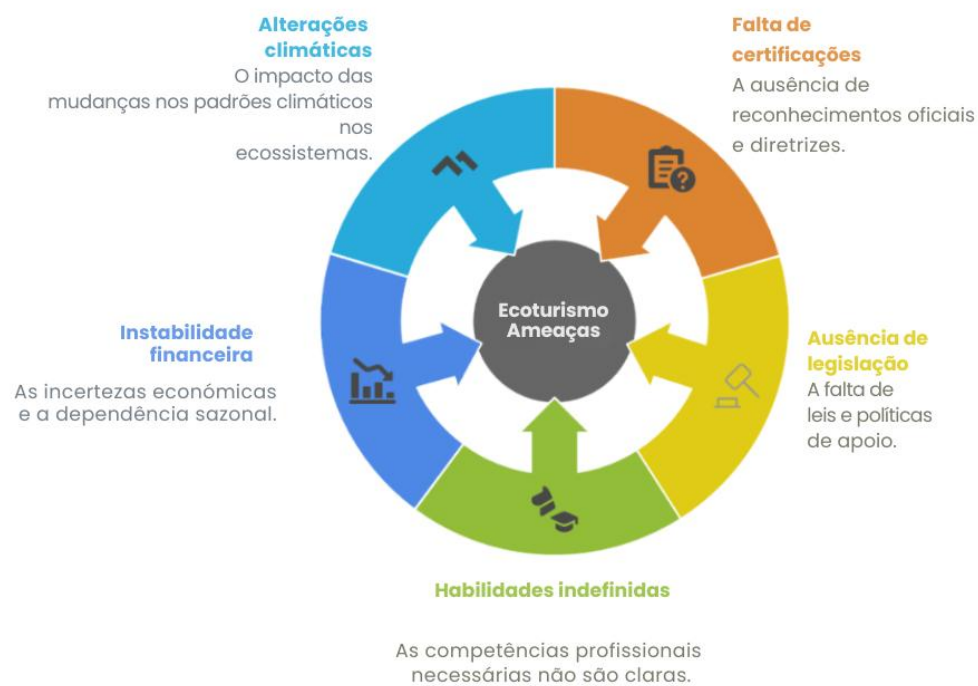 Alterações
climáticas
O impacto das
mudanças nos padrões climáticos
nos
ecossistemas.
Falta de
certificações
A ausência de
reconhecimentos oficiais
e diretrizes.
Ecoturismo
Ameaças
Instabilidade
financeira
As incertezas económicas
e a dependência sazonal.
Ausência de
legislação
A falta de
leis e políticas
de apoio.
Habilidades indefinidas
As competências profissionais
necessárias não são claras.